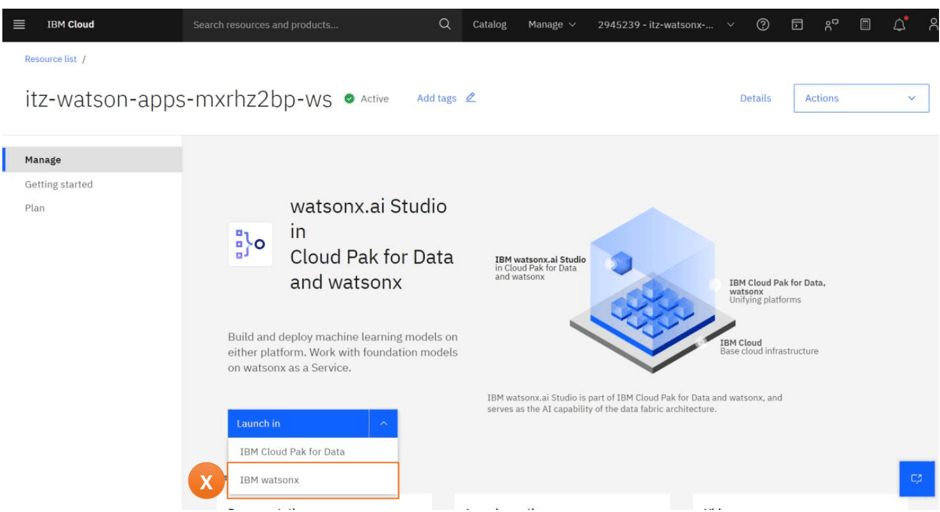 IBM Cloud
Search resources and products...
Catalog
Manage
2945239 - itz-watsonx-...
Resource list /
itz-watson-apps-mxrhz2bp-ws
Active
Add tags
Details
Actions
Manage
Getting started
Plan
watsonx.ai Studio
in
Cloud Pak for Data
and watsonx
Build and deploy machine learning models on
either platform. Work with foundation models
on watsonx as a Service.
IBM watsonx.ai Studio
in Cloud Pak for Data
and watsonx
IBM Cloud Pak for Data,
watsonx
Unifying platforms
IBM Cloud
Base cloud infrastructure
IBM watsonx.ai Studio is part of IBM Cloud Pak for Data and watsonx, and
serves as the AI capability of the data fabric architecture.
Launch in
IBM Cloud Pak for Data
X
IBM watsonx